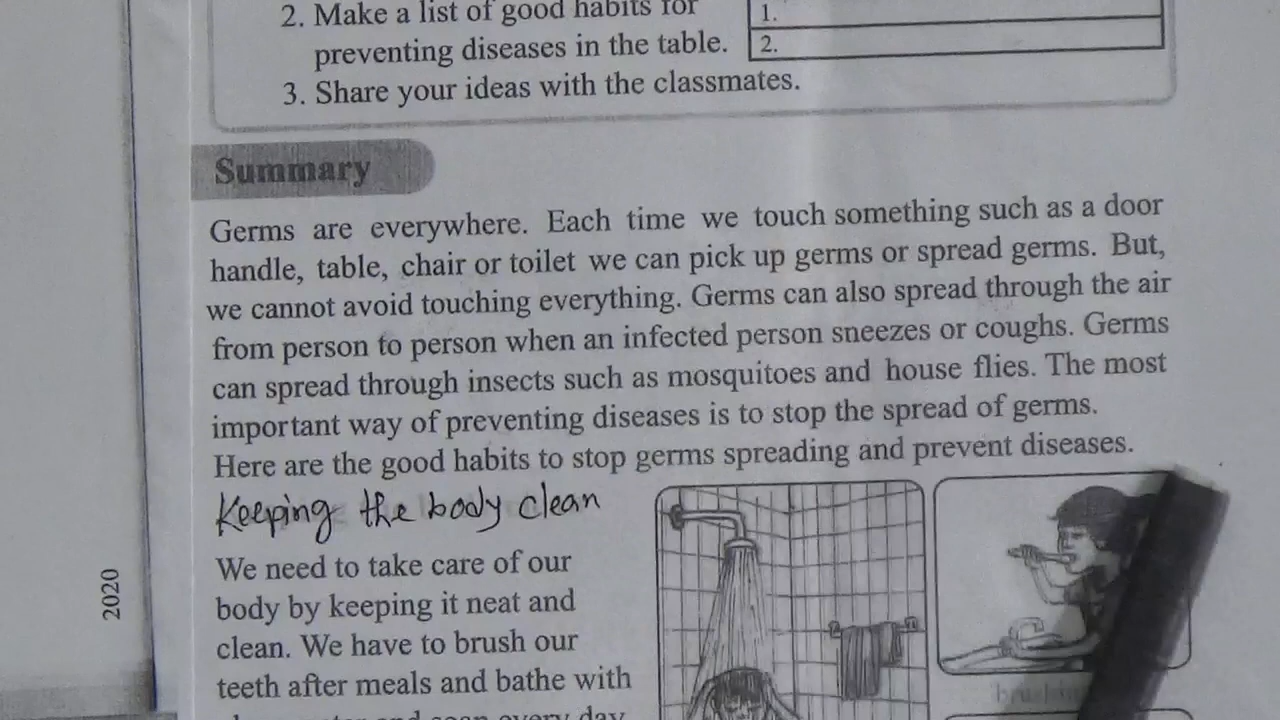 2. Make a list of good habits for
preventing diseases in the table.
3. Share your ideas with the classmates.
1.
2.
Summary
Germs are everywhere. Each time we touch something such as a door
handle, table, chair or toilet we can pick up germs or spread germs. But,
we cannot avoid touching everything. Germs can also spread through the air
from person to person when an infected person sneezes or coughs. Germs
can spread through insects such as mosquitoes and house flies. The most
important way of preventing diseases is to stop the spread of germs.
Here are the good habits to stop germs spreading and prevent diseases.
Keeping the body clean
We need to take care of our
body by keeping it neat and
clean. We have to brush our
teeth after meals and bathe with
and soap every day
2020